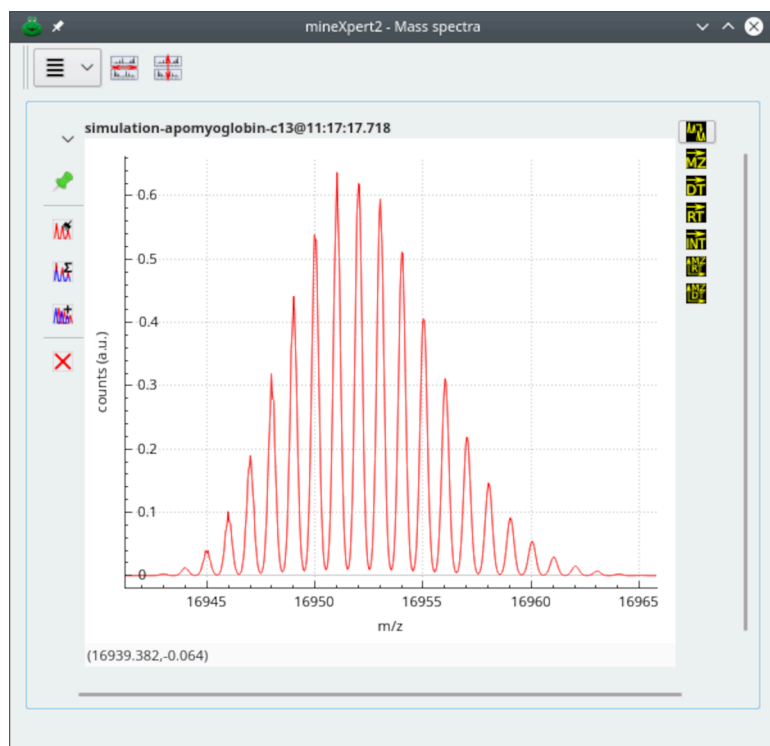 mineXpert2 - Mass spectra
simulation-apomyoglobin-c13@11:17:17.718
counts (a.u.)
0.6
0.5
0.4
0.3
0.2
0.1
0
16945 16950 16955 16960 16965
m/z
(16939.382,-0.064)
MZ
DT
RT
INT